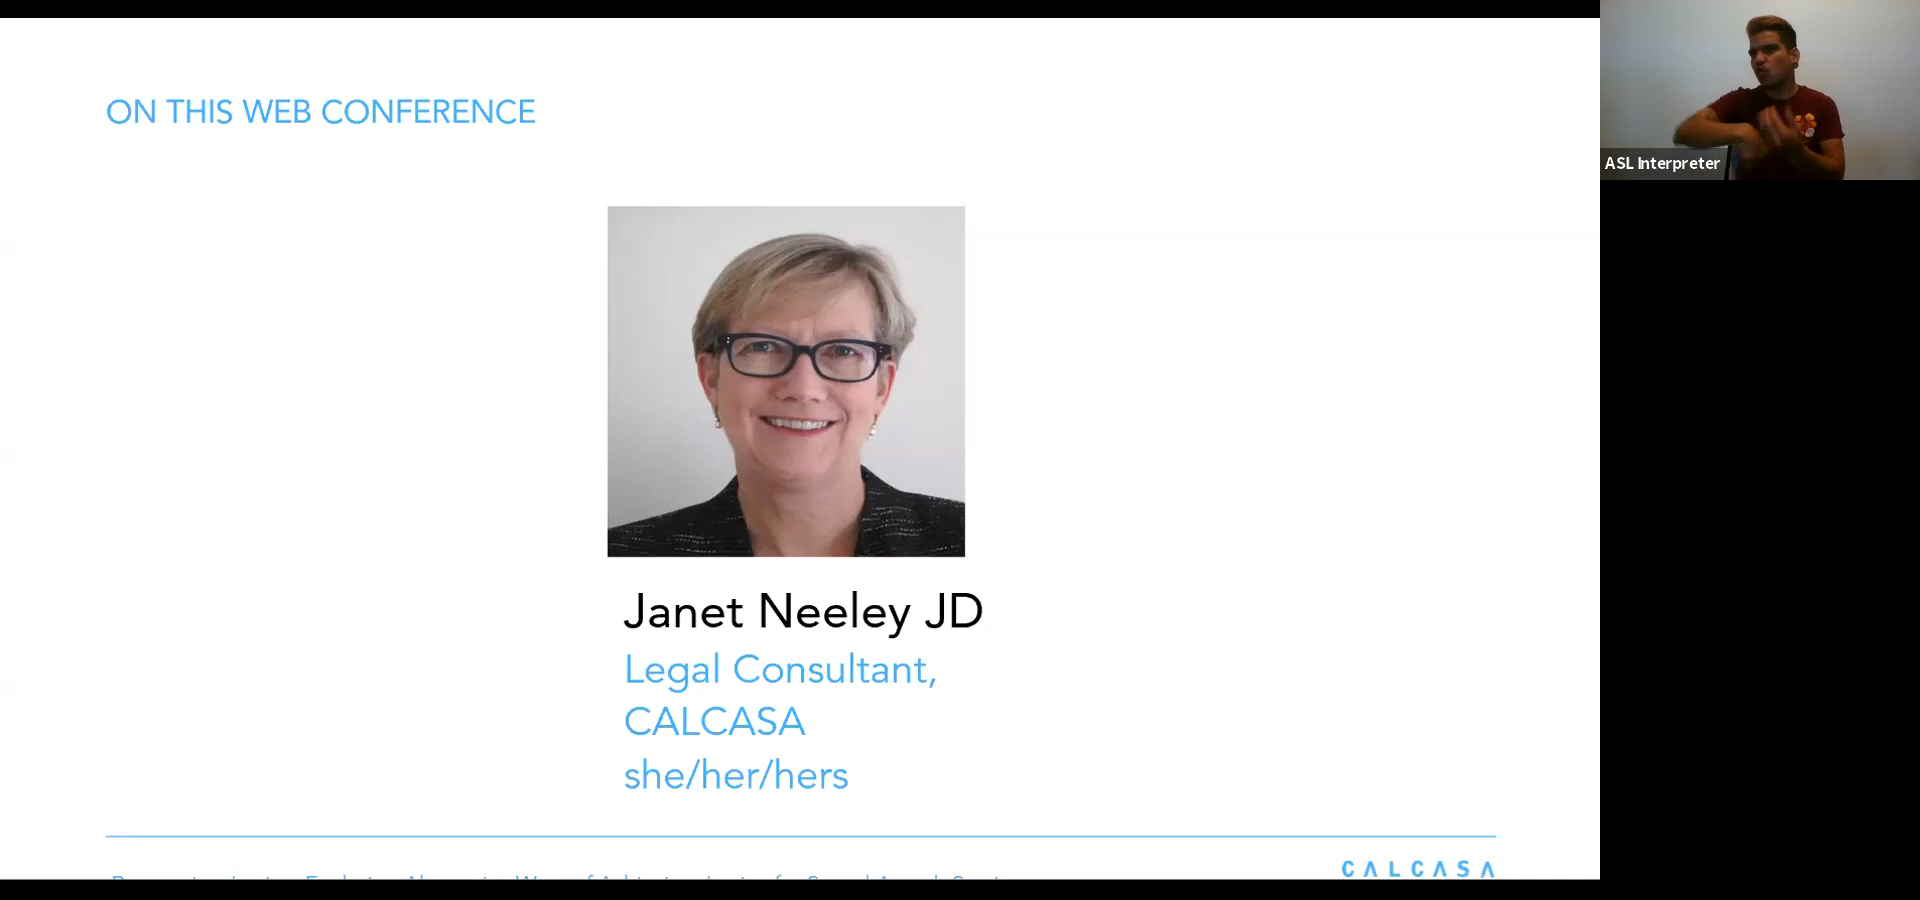 ON THIS WEB CONFERENCE
ASL Interpreter
Janet Neeley JD
Legal Consultant,
CALCASA
she/her/hers
CALCASA